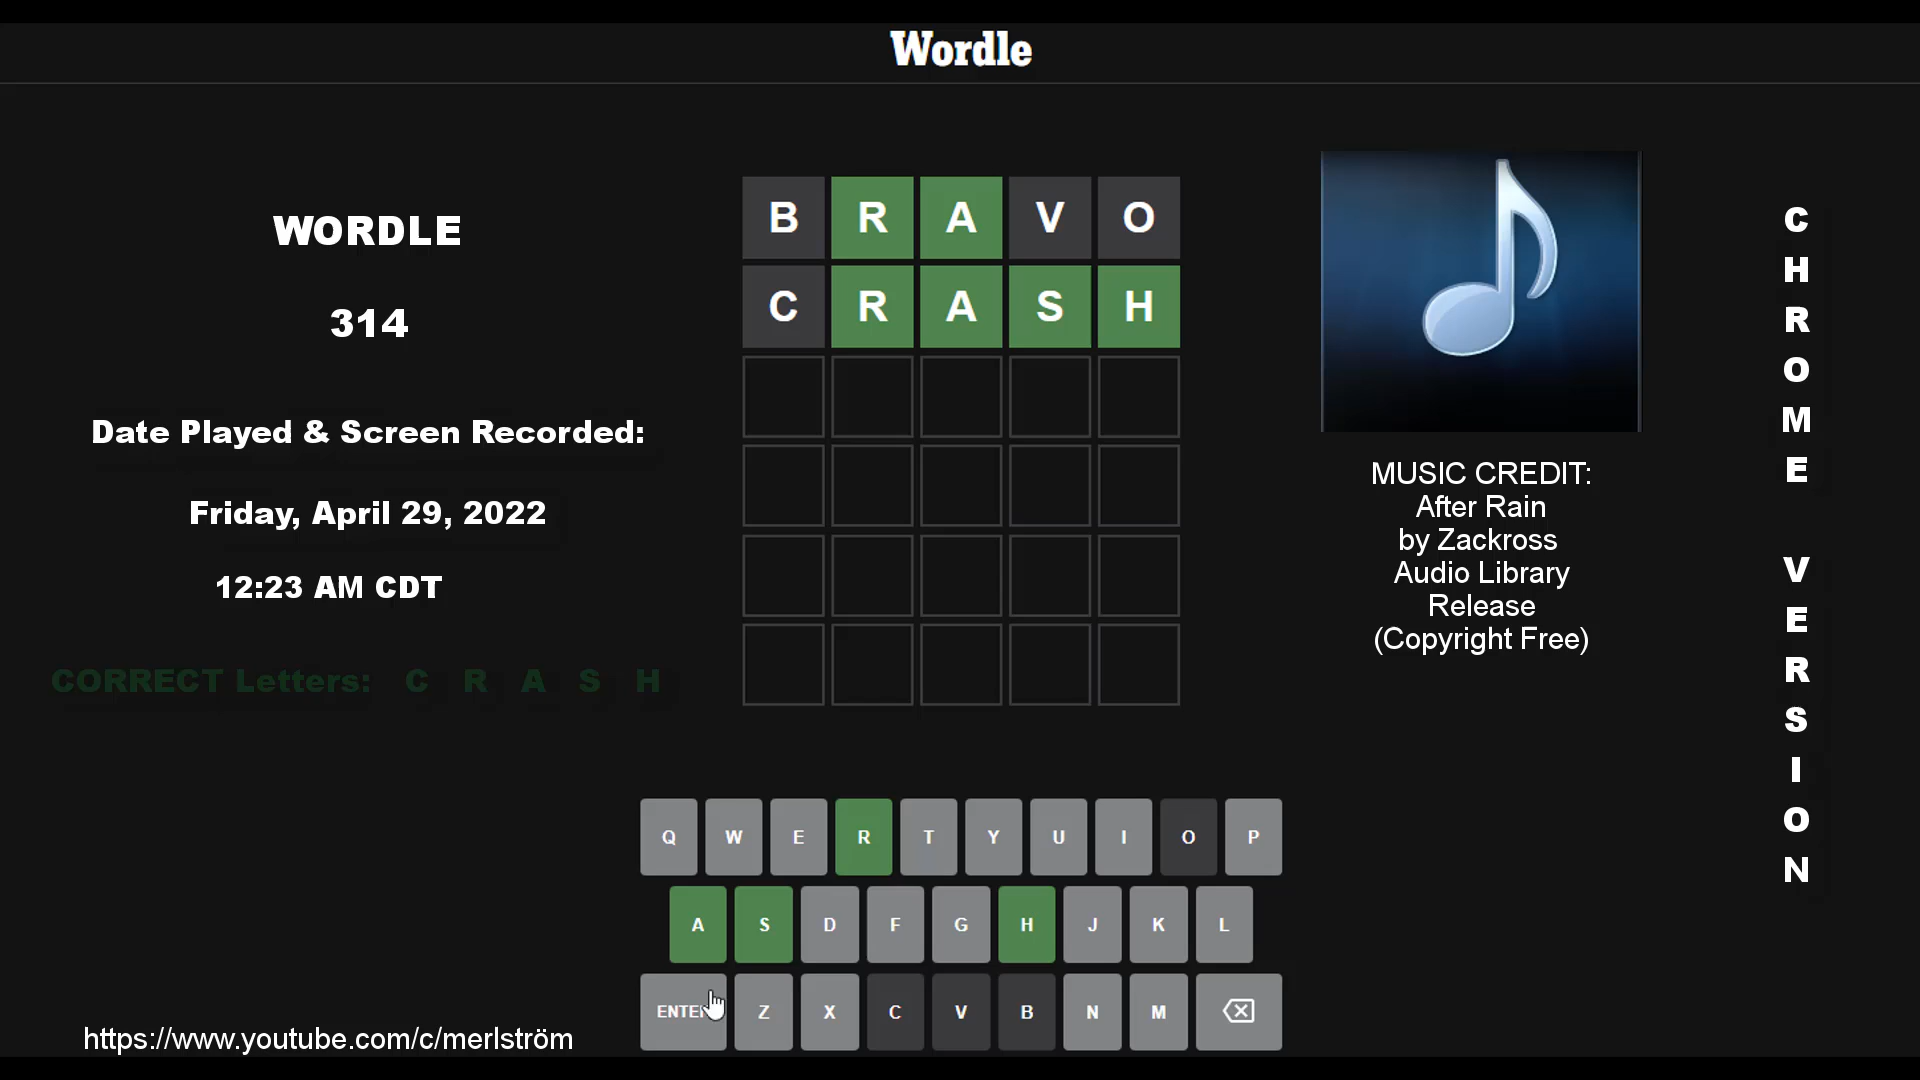 Wordle
WORDLE
314
Date Played & Screen Recorded:
Friday, April 29, 2022
12:23 AM CDT
CORRECT Letters: C R A S H
B R A V O
C R A S H
MUSIC CREDIT:
After Rain
by Zackross
Audio Library
Release
(Copyright Free)
C
H
R
O
M
E
V
E
R
S
I
O
N
Q W E R T Y U I O P
A S D F G H J K L
ENTER Z X C V B N M
https://www.youtube.com/c/merlström